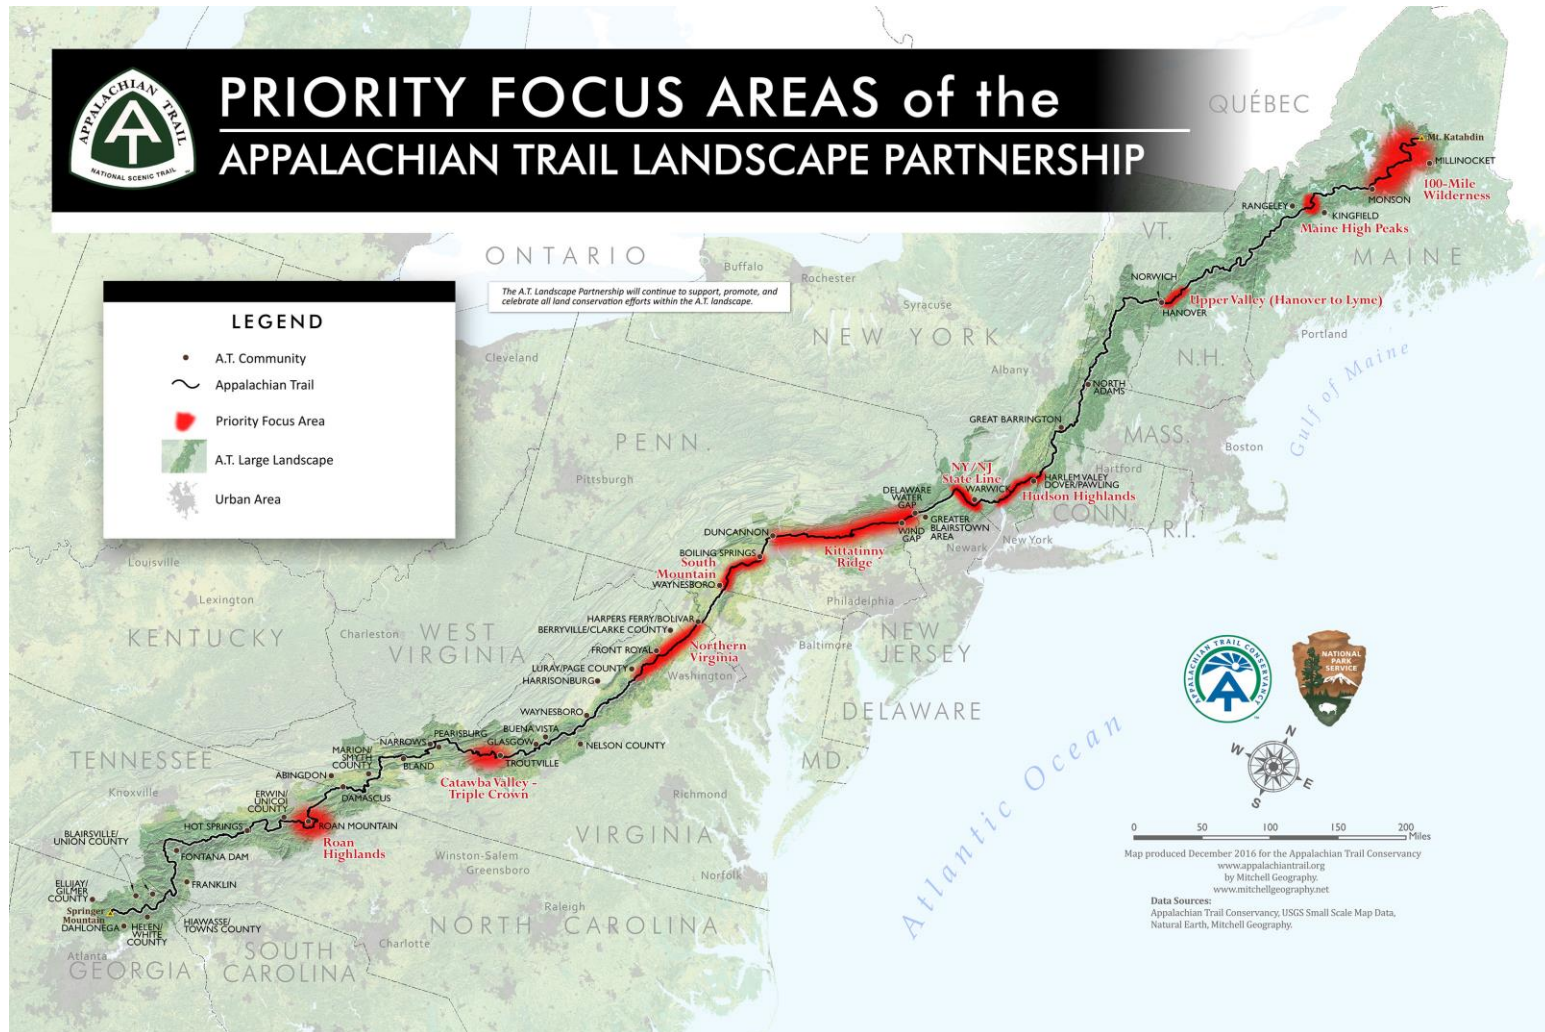 PRIORITY FOCUS AREAS of the
APPALACHIAN TRAIL LANDSCAPE PARTNERSHIP
APPALACHIAN TRAIL
AT
NATIONAL SCENIC TRAIL
LEGEND
A.T. Community
Appalachian Trail
Priority Focus Area
A.T. Large Landscape
Urban Area
The A.T. Landscape Partnership will continue to support, promote, and
celebrate all land conservation efforts within the A.T. landscape.
QUÉBEC
Mt. Katahdin
MILLINOCKET
100-Mile
Wilderness
MONSON
RANGELEY
KINGFIELD
Maine High Peaks
MAINE
VT.
NORWICH
Upper Valley (Hanover to Lyme)
HANOVER
Portland
N.H.
Gulf of Maine
ONTARIO
Buffalo
Rochester
Syracuse
NEW YORK
Albany
Cleveland
NORTH
ADAMS
GREAT BARRINGTON
MASS.
Boston
Hartford
PENN.
Pittsburgh
NY/NJ
State Line
WARWICK
HARLEM VALEY
DOVER/PAWLING
Hudson Highlands
CONN.
R.I.
DELAWARE
WATER
GAP
GREATER
BLAIRSTOWN
AREA
WIND
GAP
New York
Newark
DUNCANNON
Kittatinny
Ridge
BOILING SPRINGS
South
Mountain
WAYNESBORO
Philadelphia
Louisville
Lexington
KENTUCKY
Charleston
WEST
VIRGINIA
HARPERS FERRY/BOLIVAR
BERRYVILLE/CLARKE COUNTY
FRONT ROYAL
Northern
Virginia
LURAY/PAGE COUNTY
HARRISONBURG
Washington
Baltimore
NEW
JERSEY
DELAWARE
MD.
WAYNESBORO
BUENA VISTA
GLASGOW
NELSON COUNTY
TROUTVILLE
PEARISBURG
NARROWS
BLAND
Catawba Valley -
Triple Crown
MARION/
SMYTH
COUNTY
ABINGDON
DAMASCUS
TENNESSEE
Knoxville
ERWIN/
UNICOI
COUNTY
ROAN MOUNTAIN
Roan
Highlands
HOT SPRINGS
Richmond
VIRGINIA
Norfolk
BLAIRSVILLE/
UNION COUNTY
FONTANA DAM
FRANKLIN
ELLIJAY/
GILMER
COUNTY
Springer
Mountain
DAHLONEGA
HELEN/
WHITE
COUNTY
HIAWASSE/
TOWNS COUNTY
Winston-Salem
Greensboro
Raleigh
NORTH CAROLINA
Charlotte
SOUTH
CAROLINA
Atlanta
GEORGIA
Atlantic Ocean
APPALACHIAN TRAIL CONSERVANCY
NATIONAL
PARK
SERVICE
N
W
E
S
0 50 100 150 200
Miles
Map produced December 2016 for the Appalachian Trail Conservancy
www.appalachiantrail.org
by Mitchell Geography.
www.mitchellgeography.net
Data Sources:
Appalachian Trail Conservancy, USGS Small Scale Map Data,
Natural Earth, Mitchell Geography.